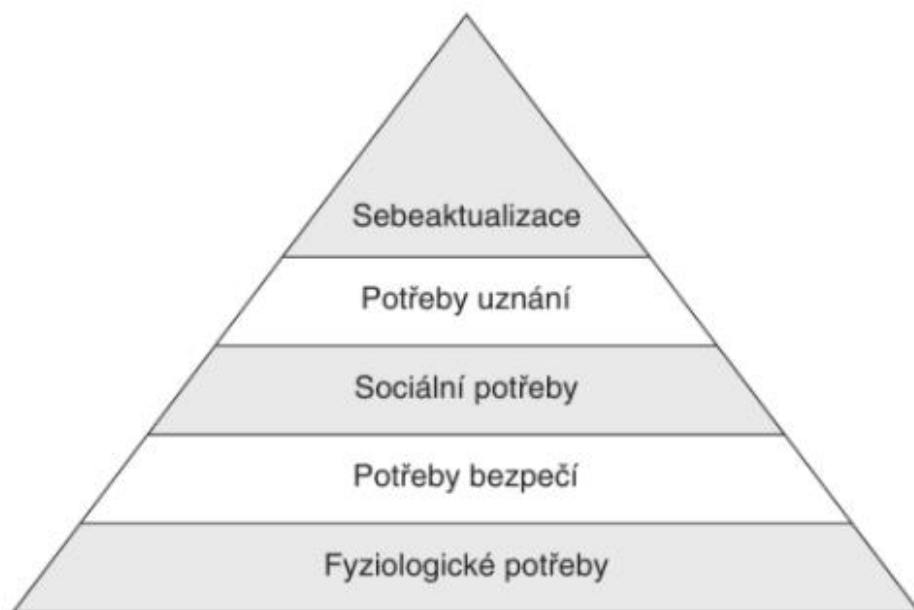 Sebeaktualizace
Potřeby uznání
Sociální potřeby
Potřeby bezpečí
Fyziologické potřeby